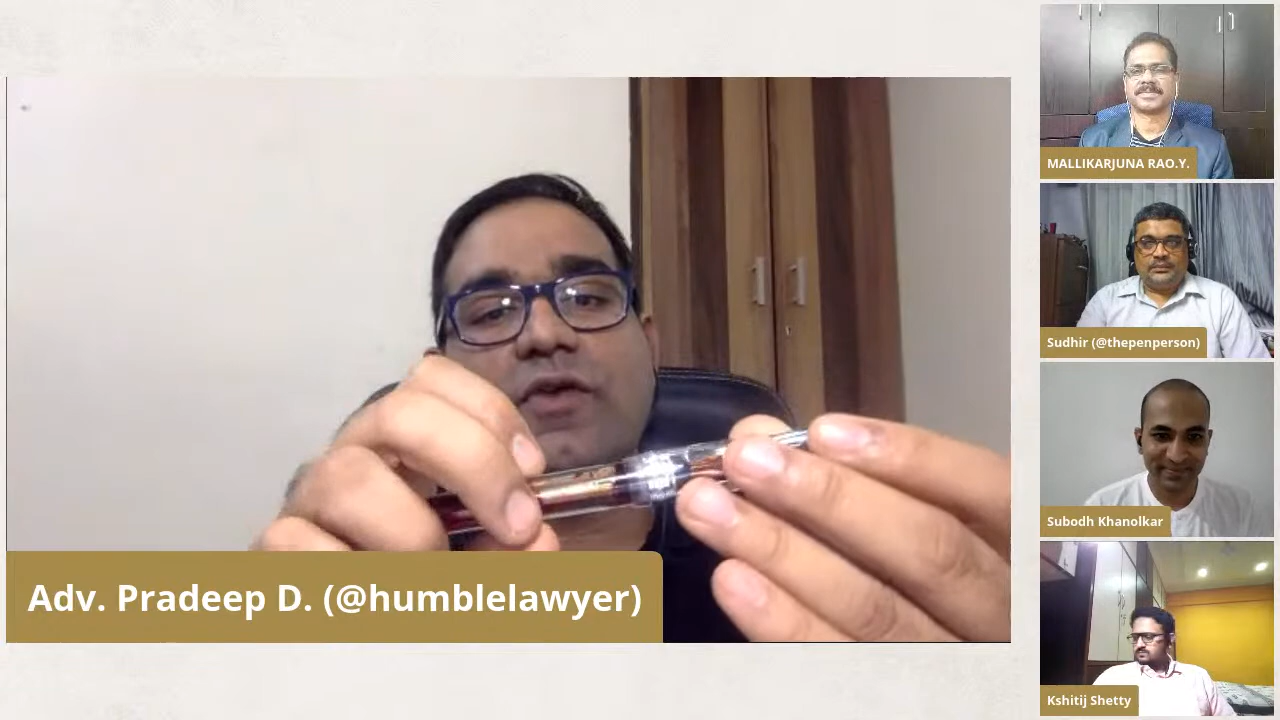 Adv. Pradeep D. (@humblelawyer)
MALLIKARJUNA RAO.Y.
Sudhir (@thepenperson)
Subodh Khanolkar
Kshitij Shetty